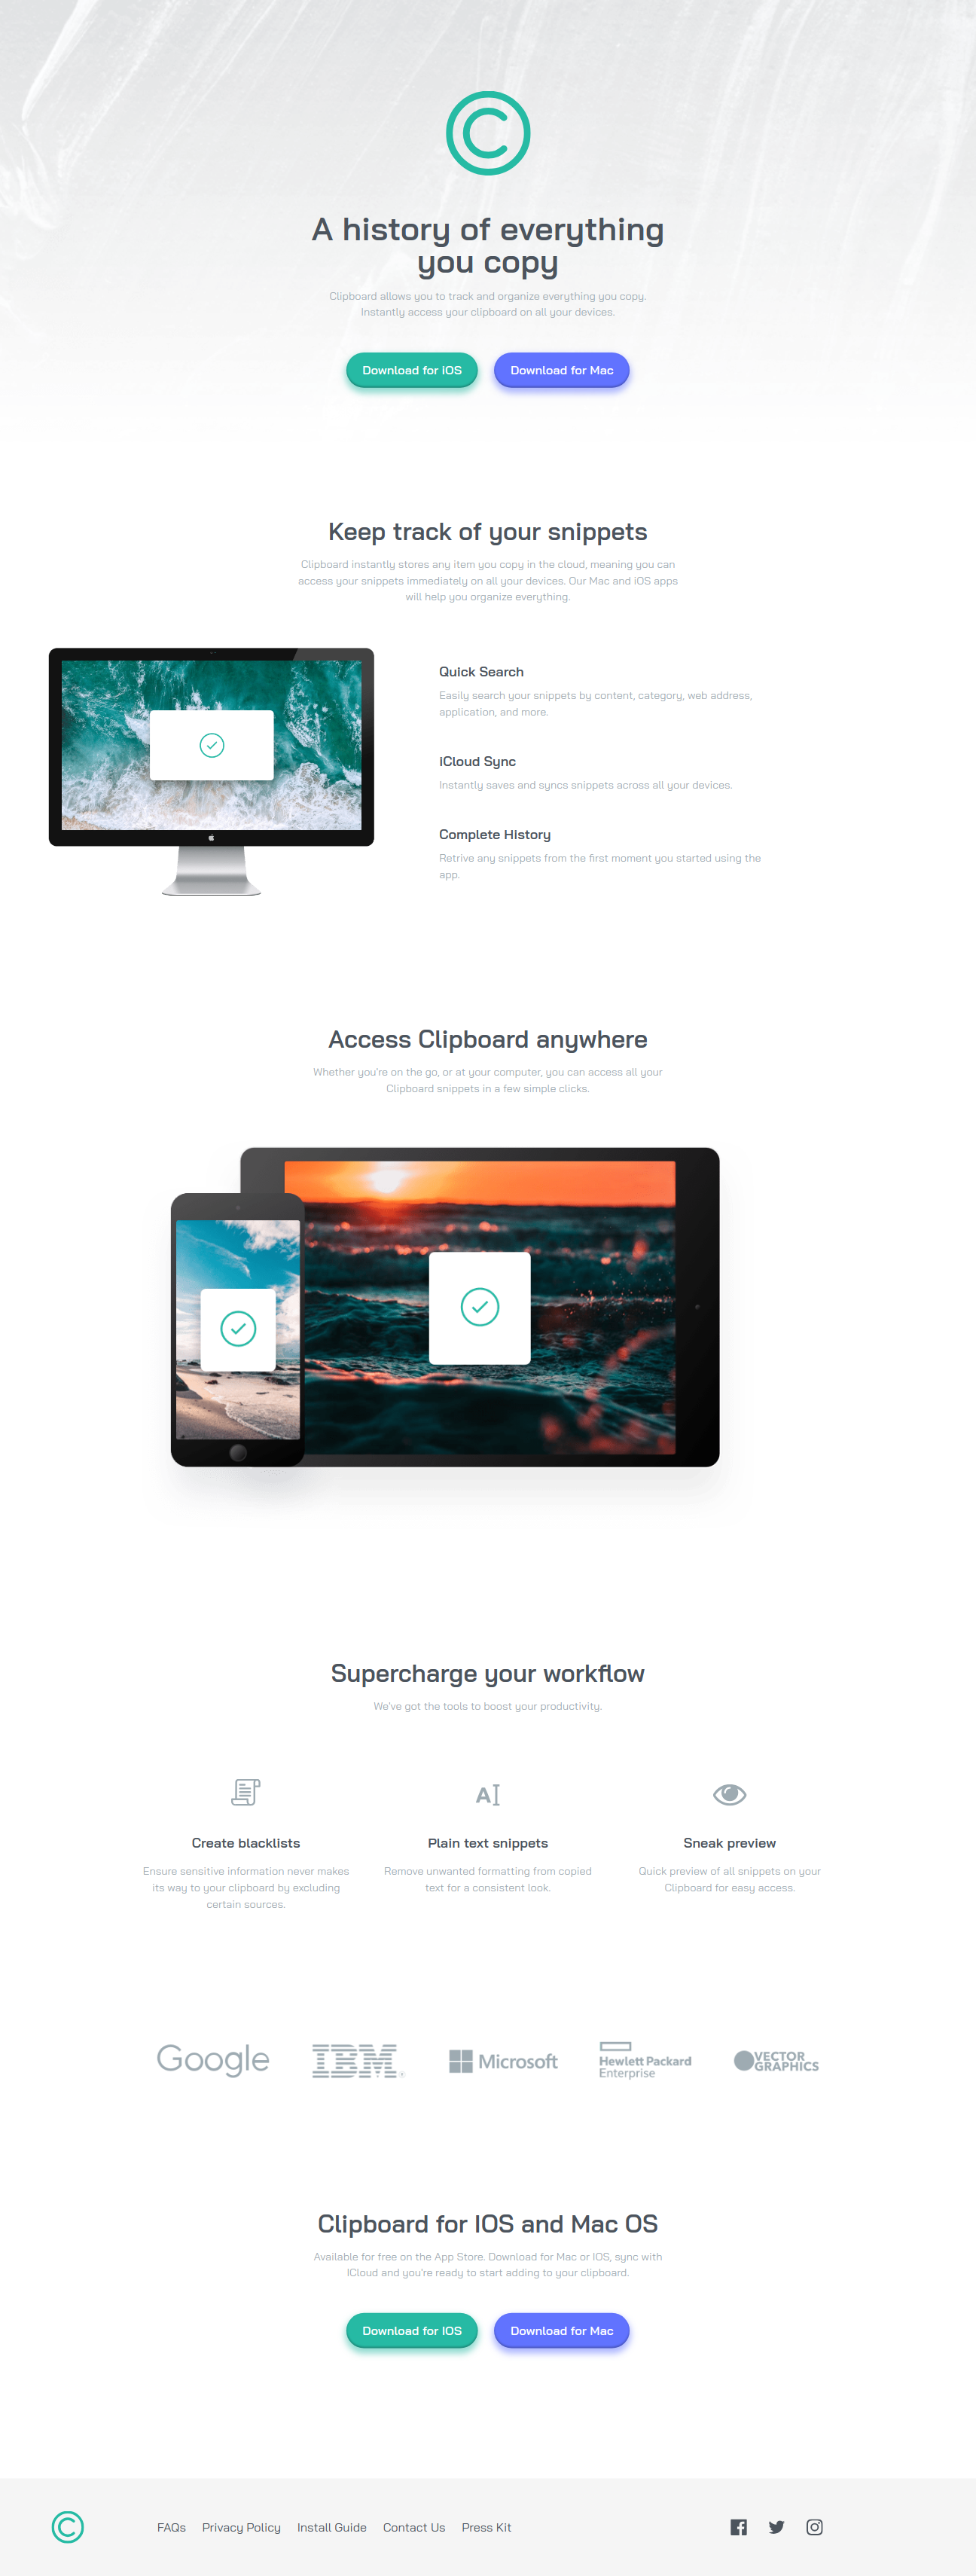 A history of everything
you copy
Clipboard allows you to track and organize everything you copy.
Instantly access your clipboard on all your devices.
Download for iOS
Download for Mac
Keep track of your snippets
Clipboard instantly stores any item you copy in the cloud, meaning you can
access your snippets immediately on all your devices. Our Mac and iOS apps
will help you organize everything.
Quick Search
Easily search your snippets by content, category, web address,
application, and more.
iCloud Sync
Instantly saves and syncs snippets across all your devices.
Complete History
Retrive any snippets from the first moment you started using the
app.
Access Clipboard anywhere
Whether you're on the go, or at your computer, you can access all your
Clipboard snippets in a few simple clicks.
Supercharge your workflow
We've got the tools to boost your productivity.
Create blacklists
Ensure sensitive information never makes
its way to your clipboard by excluding
certain sources.
Plain text snippets
Remove unwanted formatting from copied
text for a consistent look.
Sneak preview
Quick preview of all snippets on your
Clipboard for easy access.
Google
IBM
Microsoft
Hewlett Packard
Enterprise
VECTOR
GRAPHICS
Clipboard for IOS and Mac OS
Available for free on the App Store. Download for Mac or IOS, sync with
ICloud and you're ready to start adding to your clipboard.
Download for IOS
Download for Mac
FAQs
Privacy Policy
Install Guide
Contact Us
Press Kit